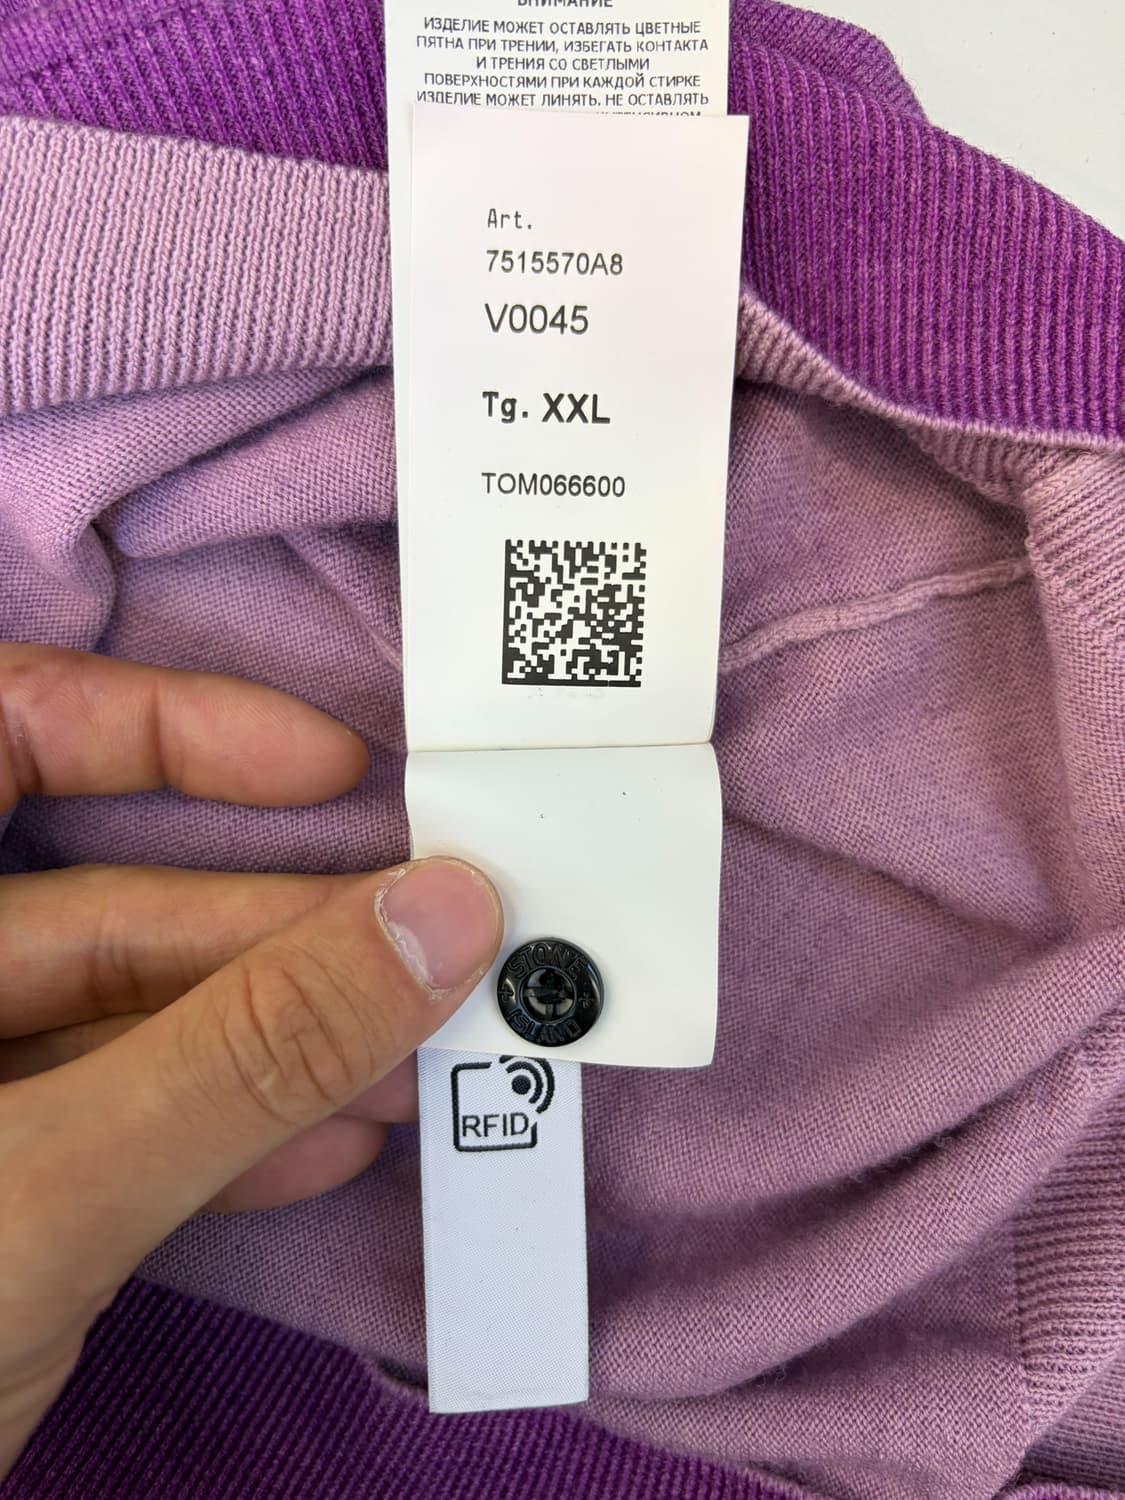 ВНИМАНИЕ
ИЗДЕЛИЕ МОЖЕТ ОСТАВЛЯТЬ ЦВЕТНЫЕ
ПЯТНА ПРИ ТРЕНИИ, ИЗБЕГАТЬ КОНТАКТА
И ТРЕНИЯ СО СВЕТЛЫМИ
ПОВЕРХНОСТЯМИ ПРИ КАЖДОЙ СТИРКЕ
ИЗДЕЛИЕ МОЖЕТ ЛИНЯТЬ. НЕ ОСТАВЛЯТЬ
Art.
7515570A8
V0045
Tg. XXL
TOM066600
STONE
ISLAND
RFID